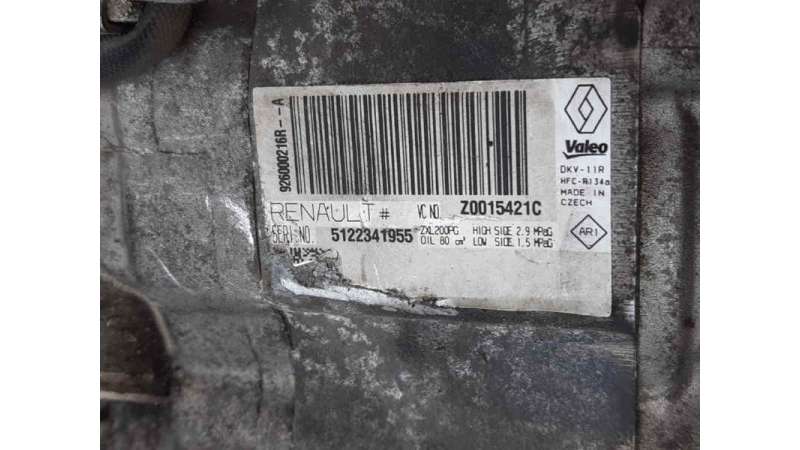 926000216R--A
Valeo
DKV-11R
HFC-R134a
MADE IN
CZECH
RENAULT # VC NO. Z0015421C
SERI.NO. 5122341955 ZXL200PG HIGH SIDE 2.9 MPaG
OIL 80 cm³ LOW SIDE 1.5 MPaG
AR1